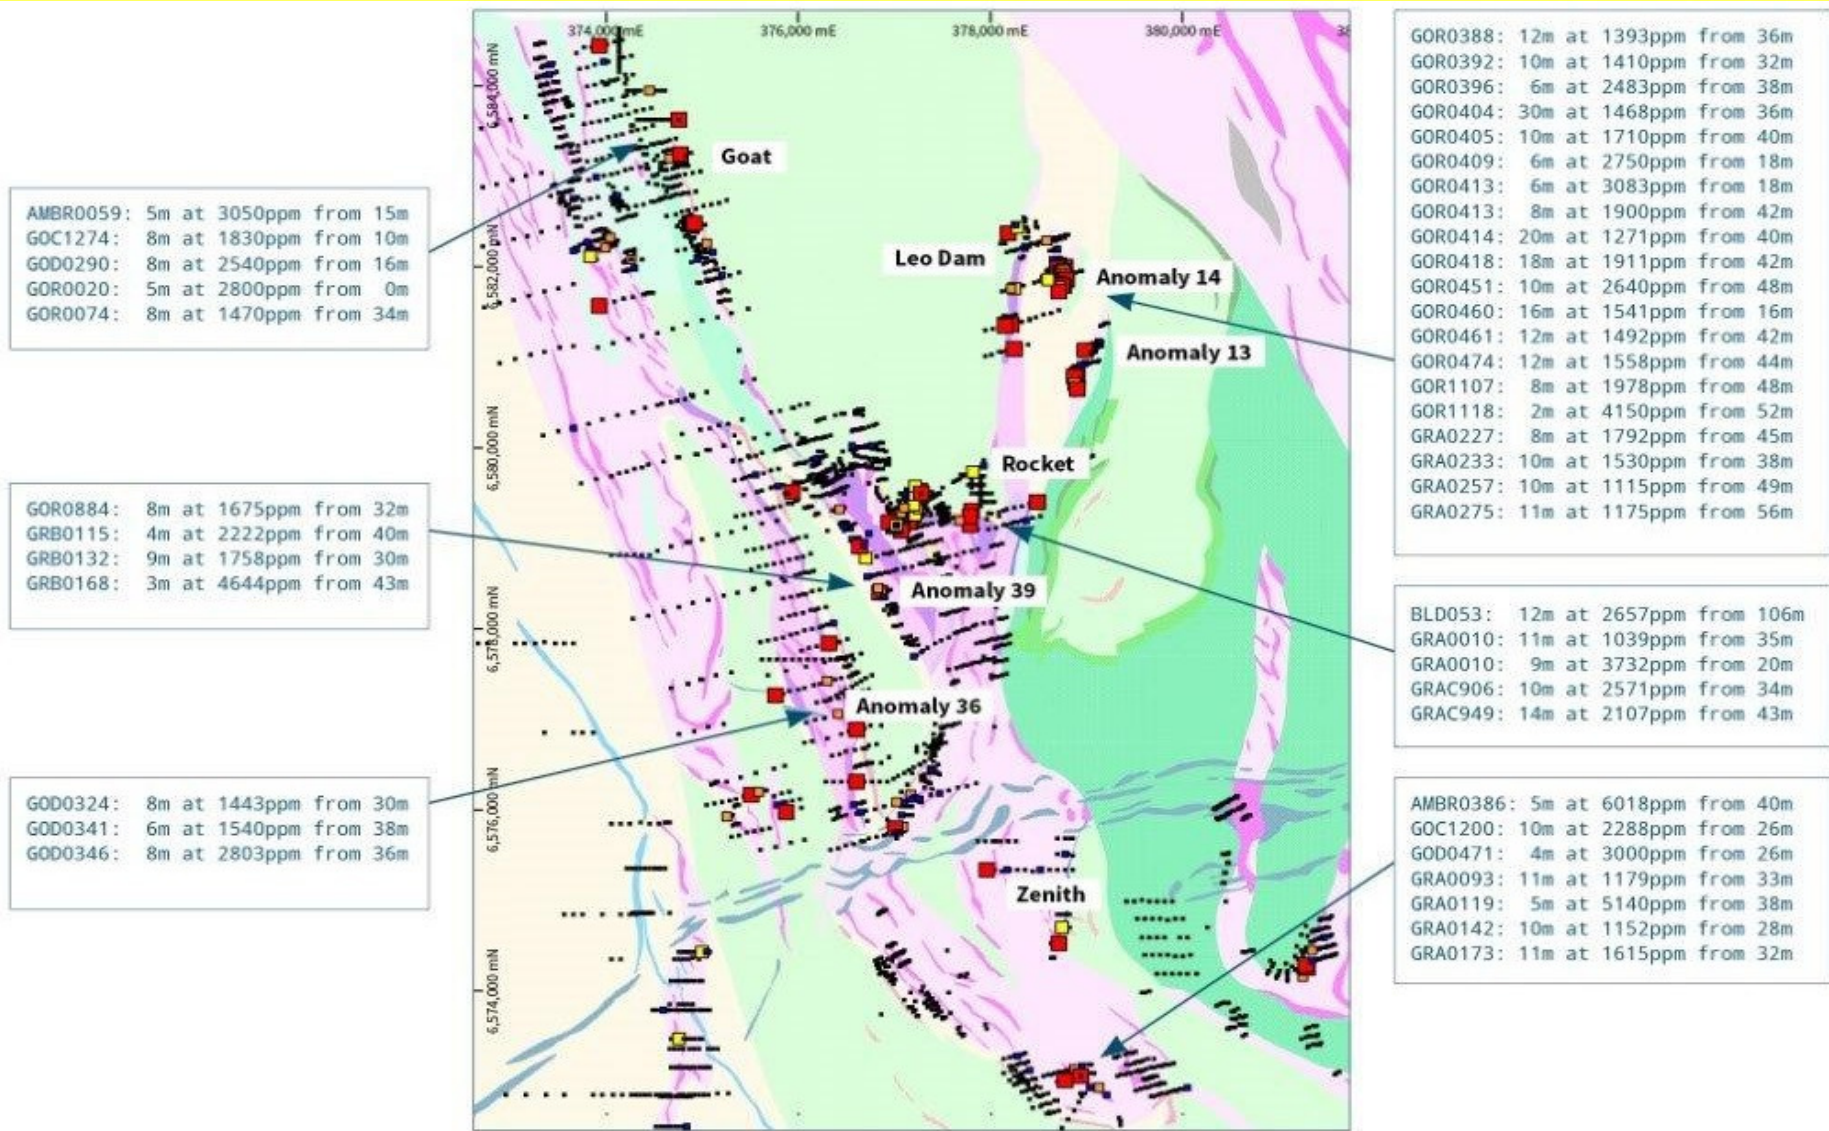 374,000 mE
376,000 mE
378,000 mE
380,000 mE
38
6,584,000 mN
6,582,000 mN
6,580,000 mN
6,578,000 mN
6,576,000 mN
6,574,000 mN
AMBR0059: 5m at 3050ppm from 15m
GOC1274: 8m at 1830ppm from 10m
GOD0290: 8m at 2540ppm from 16m
GOR0020: 5m at 2800ppm from 0m
GOR0074: 8m at 1470ppm from 34m
GOR0884: 8m at 1675ppm from 32m
GRB0115: 4m at 2222ppm from 40m
GRB0132: 9m at 1758ppm from 30m
GRB0168: 3m at 4644ppm from 43m
GOD0324: 8m at 1443ppm from 30m
GOD0341: 6m at 1540ppm from 38m
GOD0346: 8m at 2803ppm from 36m
Goat
Leo Dam
Anomaly 14
Anomaly 13
Rocket
Anomaly 39
Anomaly 36
Zenith
GOR0388: 12m at 1393ppm from 36m
GOR0392: 10m at 1410ppm from 32m
GOR0396: 6m at 2483ppm from 38m
GOR0404: 30m at 1468ppm from 36m
GOR0405: 10m at 1710ppm from 40m
GOR0409: 6m at 2750ppm from 18m
GOR0413: 6m at 3083ppm from 18m
GOR0413: 8m at 1900ppm from 42m
GOR0414: 20m at 1271ppm from 40m
GOR0418: 18m at 1911ppm from 42m
GOR0451: 10m at 2640ppm from 48m
GOR0460: 16m at 1541ppm from 16m
GOR0461: 12m at 1492ppm from 42m
GOR0474: 12m at 1558ppm from 44m
GOR1107: 8m at 1978ppm from 48m
GOR1118: 2m at 4150ppm from 52m
GRA0227: 8m at 1792ppm from 45m
GRA0233: 10m at 1530ppm from 38m
GRA0257: 10m at 1115ppm from 49m
GRA0275: 11m at 1175ppm from 56m
BLD053: 12m at 2657ppm from 106m
GRA0010: 11m at 1039ppm from 35m
GRA0010: 9m at 3732ppm from 20m
GRAC906: 10m at 2571ppm from 34m
GRAC949: 14m at 2107ppm from 43m
AMBR0386: 5m at 6018ppm from 40m
GOC1200: 10m at 2288ppm from 26m
GOD0471: 4m at 3000ppm from 26m
GRA0093: 11m at 1179ppm from 33m
GRA0119: 5m at 5140ppm from 38m
GRA0142: 10m at 1152ppm from 28m
GRA0173: 11m at 1615ppm from 32m